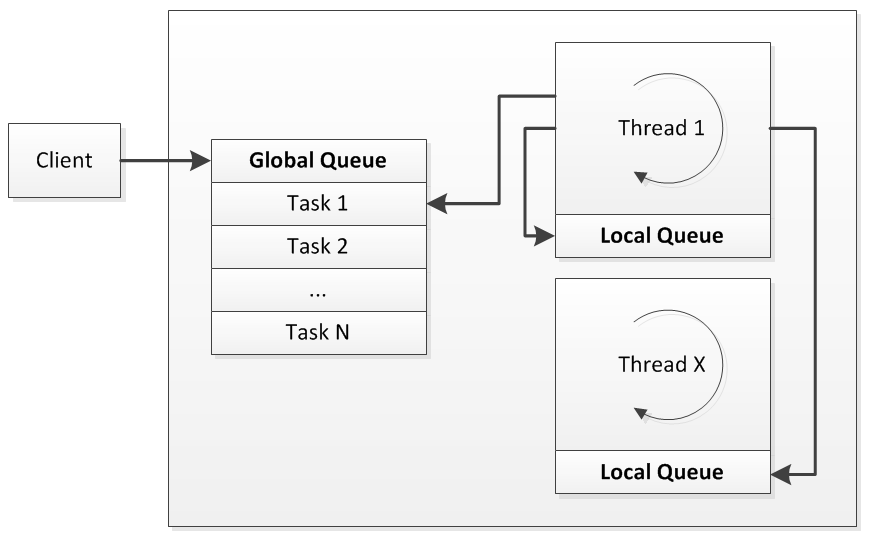 Client
Global Queue
Task 1
Task 2
...
Task N
Thread 1
Local Queue
Thread X
Local Queue